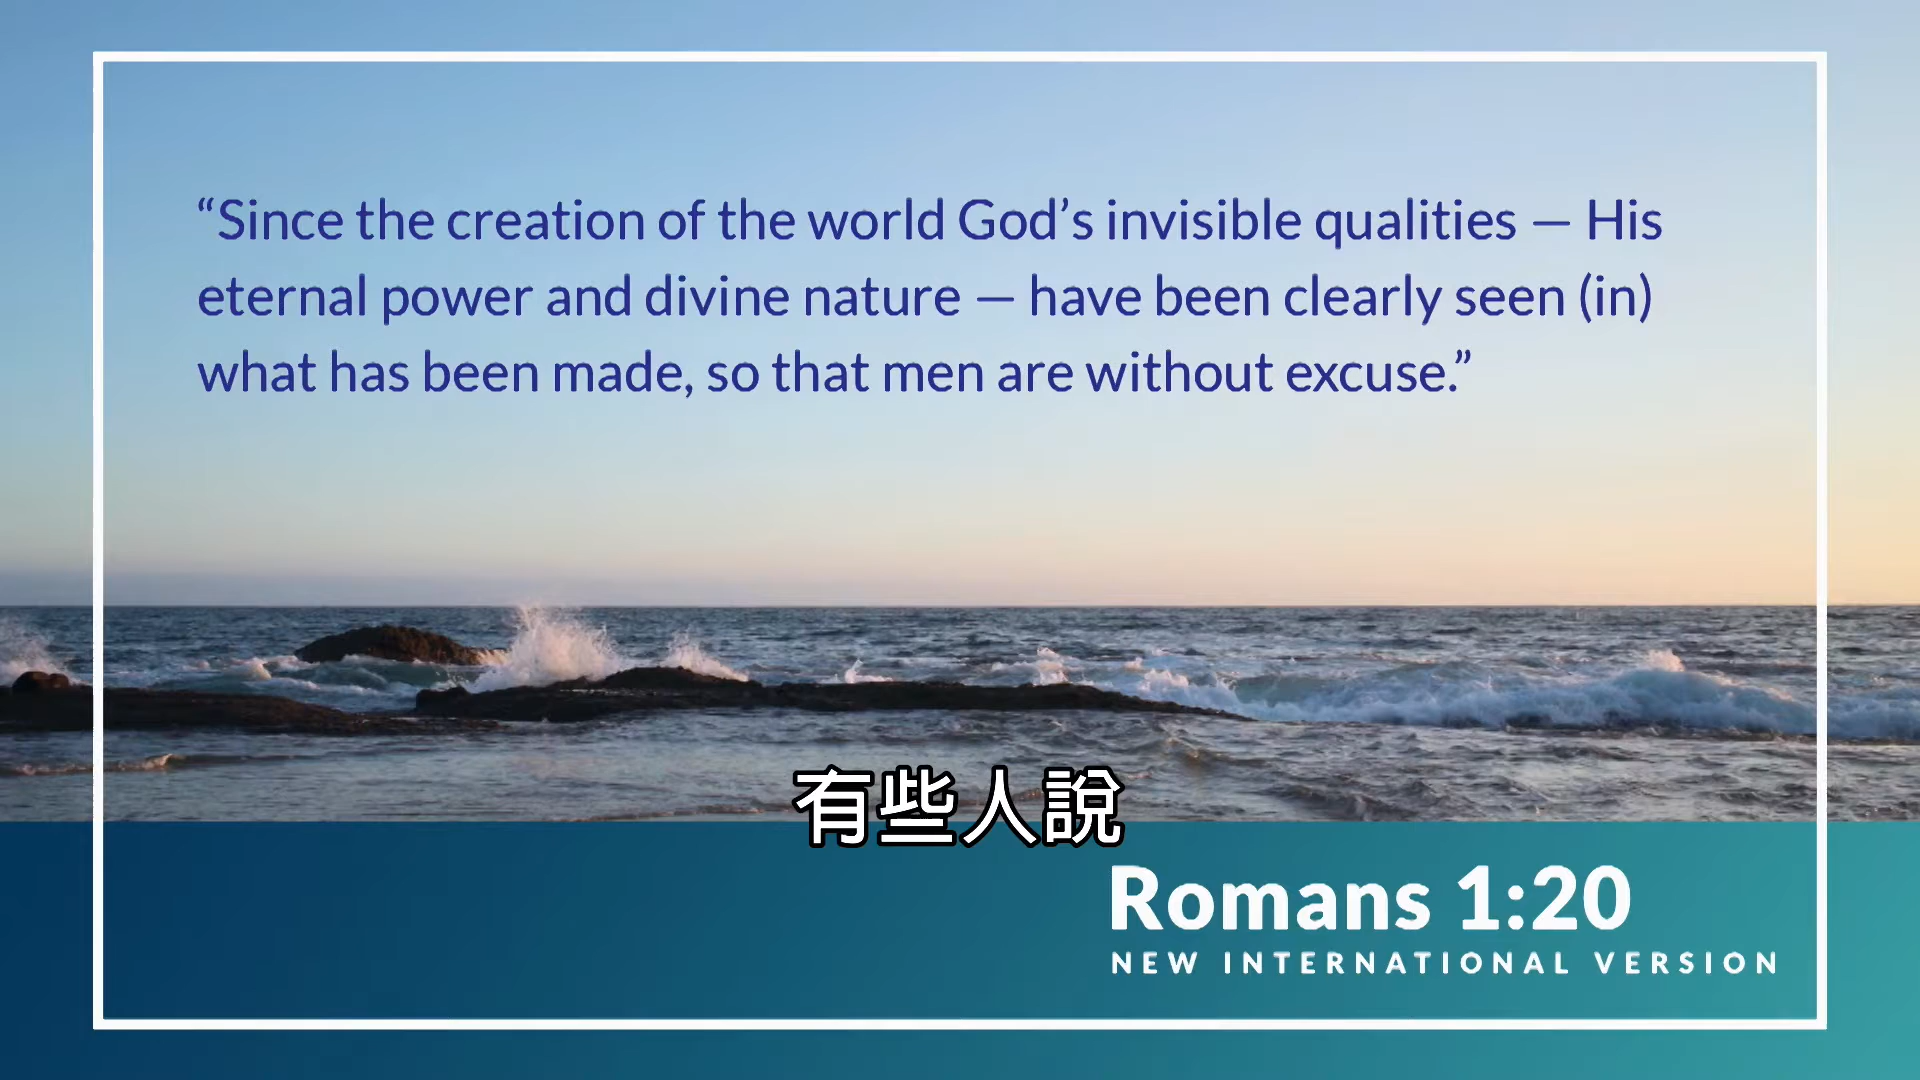 “Since the creation of the world God’s invisible qualities — His
eternal power and divine nature — have been clearly seen (in)
what has been made, so that men are without excuse.”
有些人說
Romans 1:20
NEW INTERNATIONAL VERSION